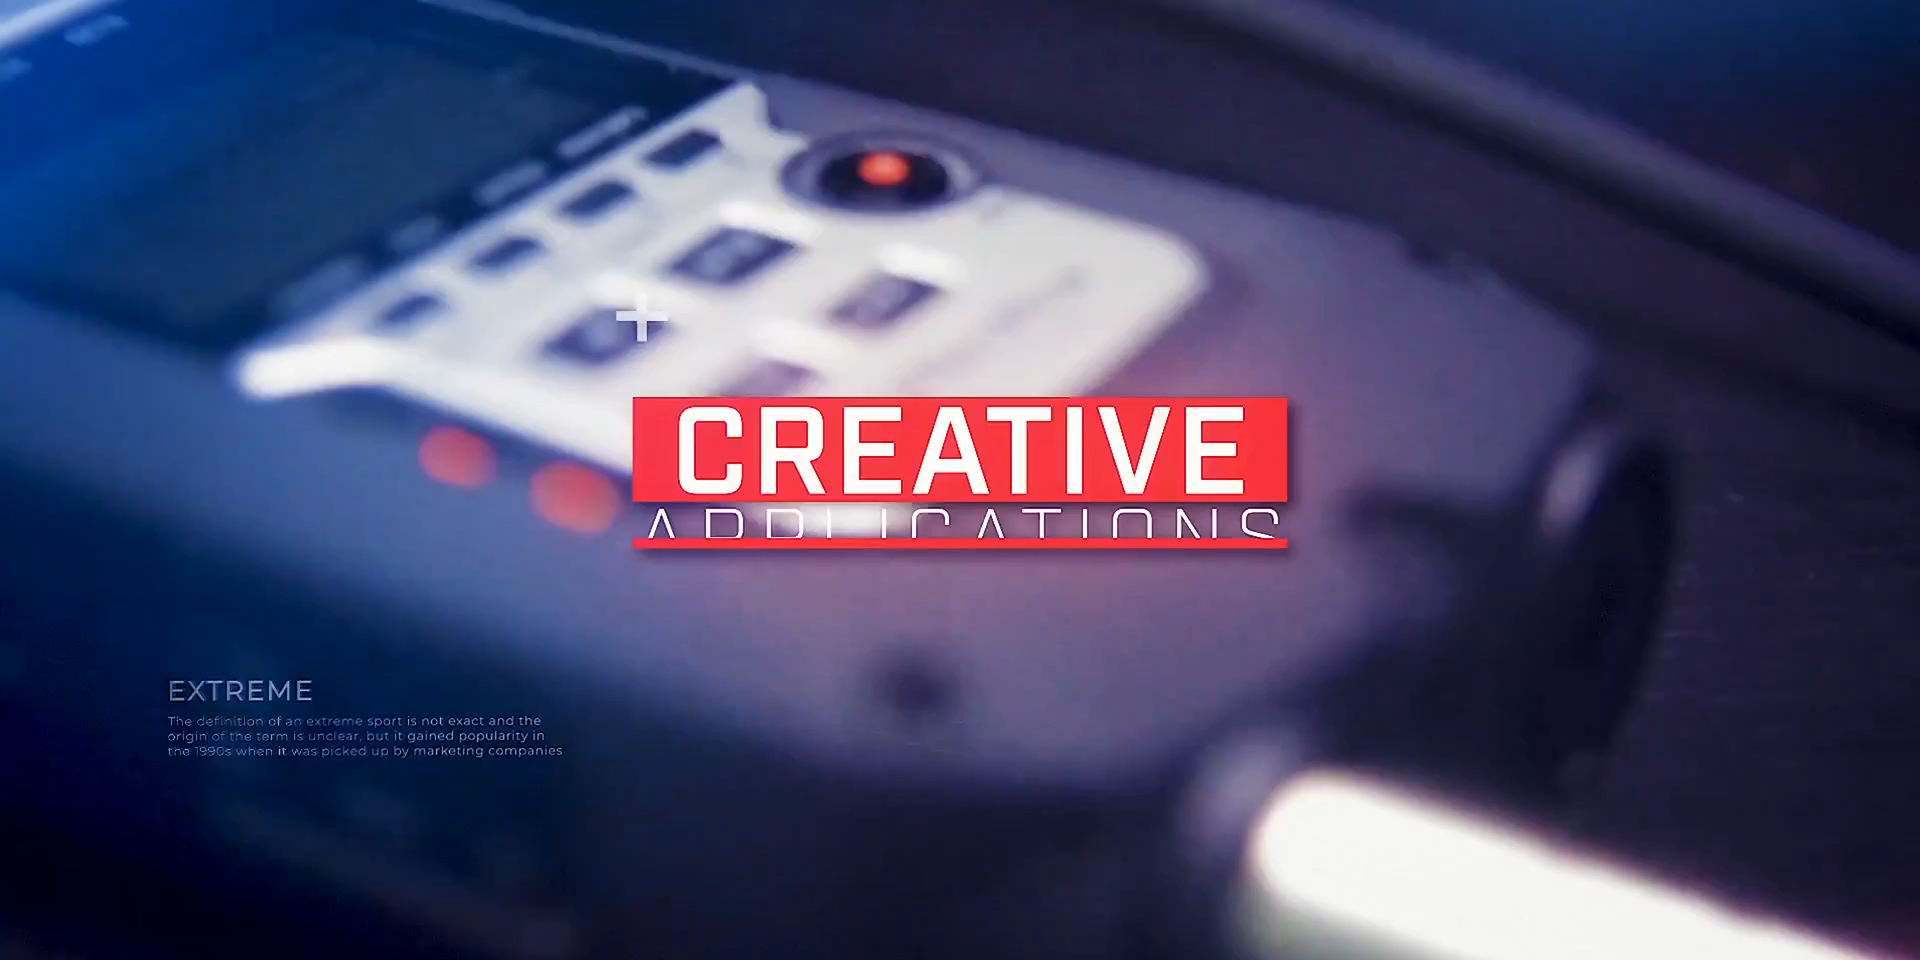 CREATIVE
APPLICATIONS
EXTREME
The definition of an extreme sport is not exact and the
origin of the term is unclear, but it gained popularity in
the 1990s when it was picked up by marketing companies